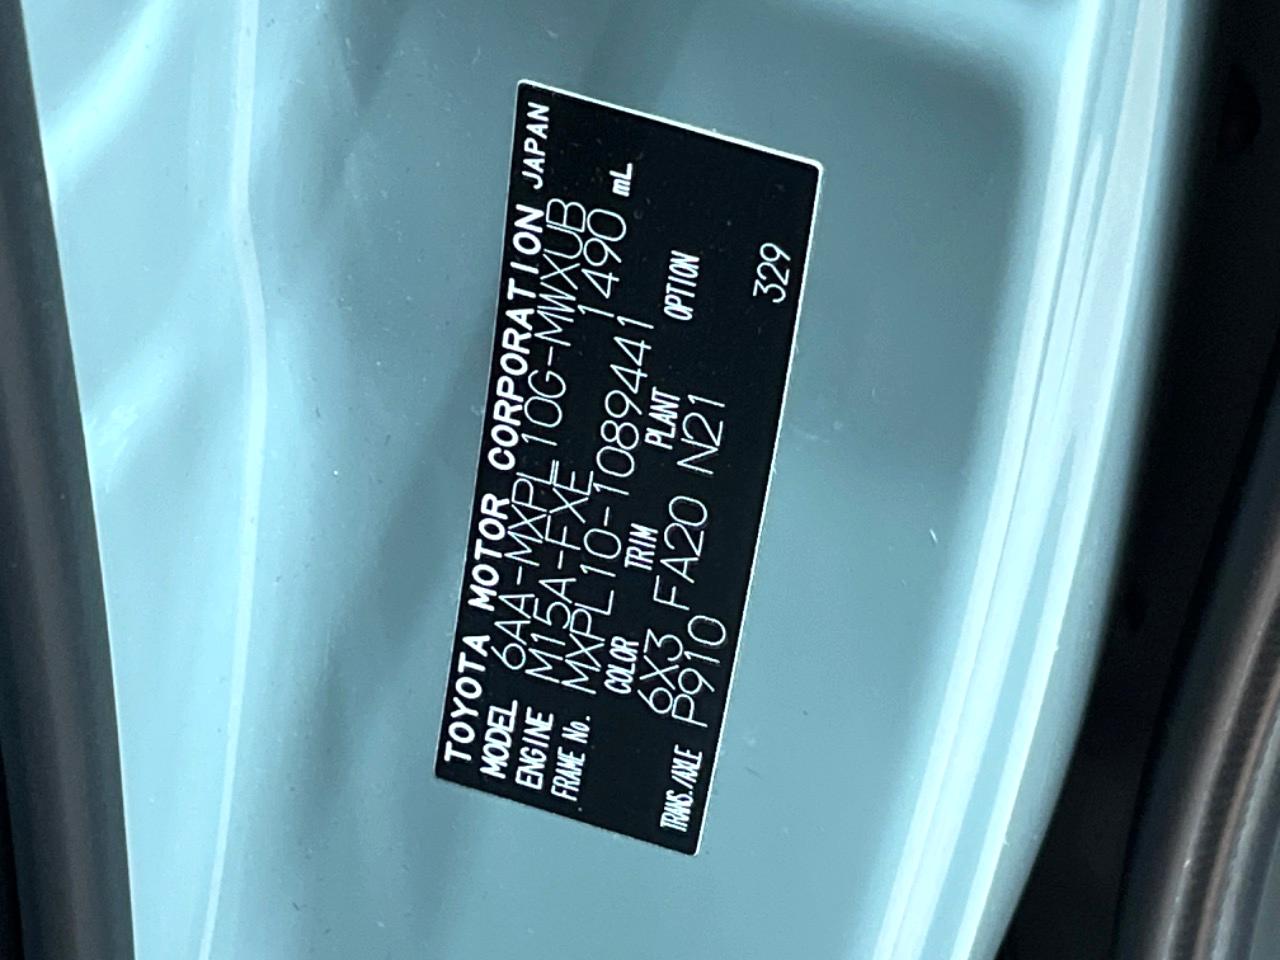 TOYOTA MOTOR CORPORATION JAPAN
MODEL 6AA-MXPL10G-MWXUB
ENGINE M15A-FXE 1490 mL
FRAME No. MXPL10-1089441
COLOR TRIM PLANT OPTION
6X3 FA20 N21
TRANS./AXLE P910
329